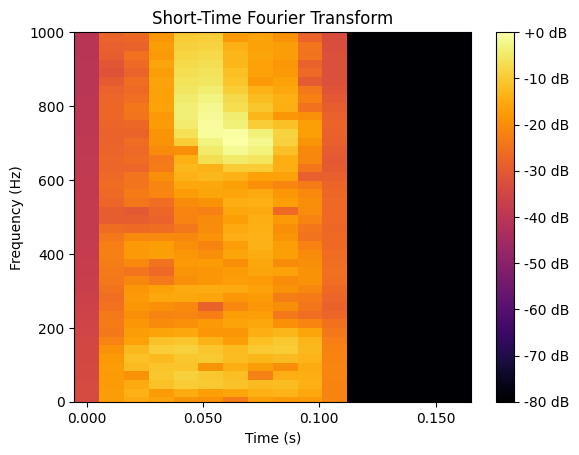 Short-Time Fourier Transform
1000
800
600
400
200
0
Frequency (Hz)
0.000
0.050
0.100
0.150
Time (s)
+0 dB
-10 dB
-20 dB
-30 dB
-40 dB
-50 dB
-60 dB
-70 dB
-80 dB